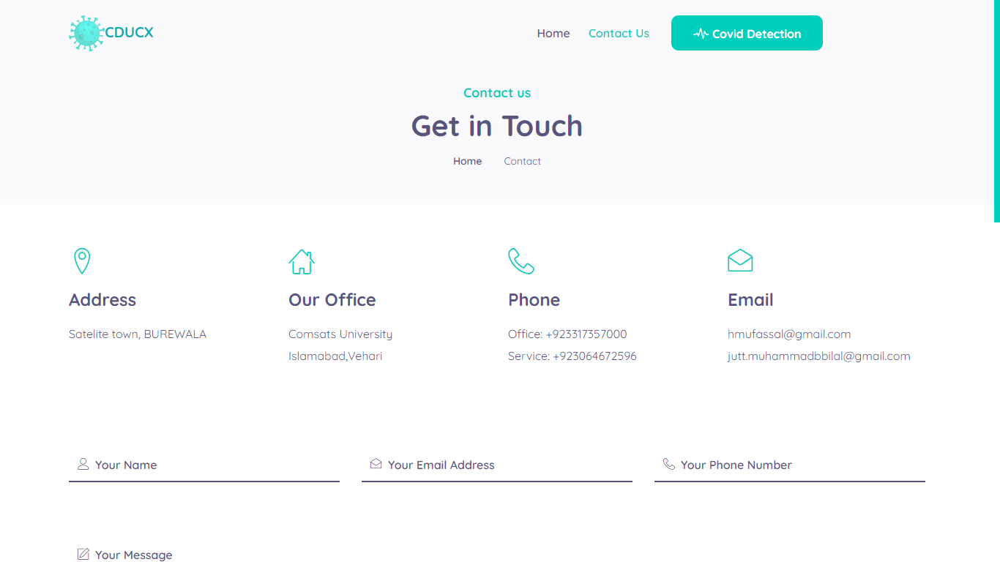 CDUCX
Home
Contact Us
Covid Detection
Contact us
Get in Touch
Home
Contact
Address
Satelite town, BUREWALA
Our Office
Comsats University
Islamabad,Vehari
Phone
Office: +923317357000
Service: +923064672596
Email
hmufassal@gmail.com
jutt.muhammadbbilal@gmail.com
Your Name
Your Email Address
Your Phone Number
Your Message